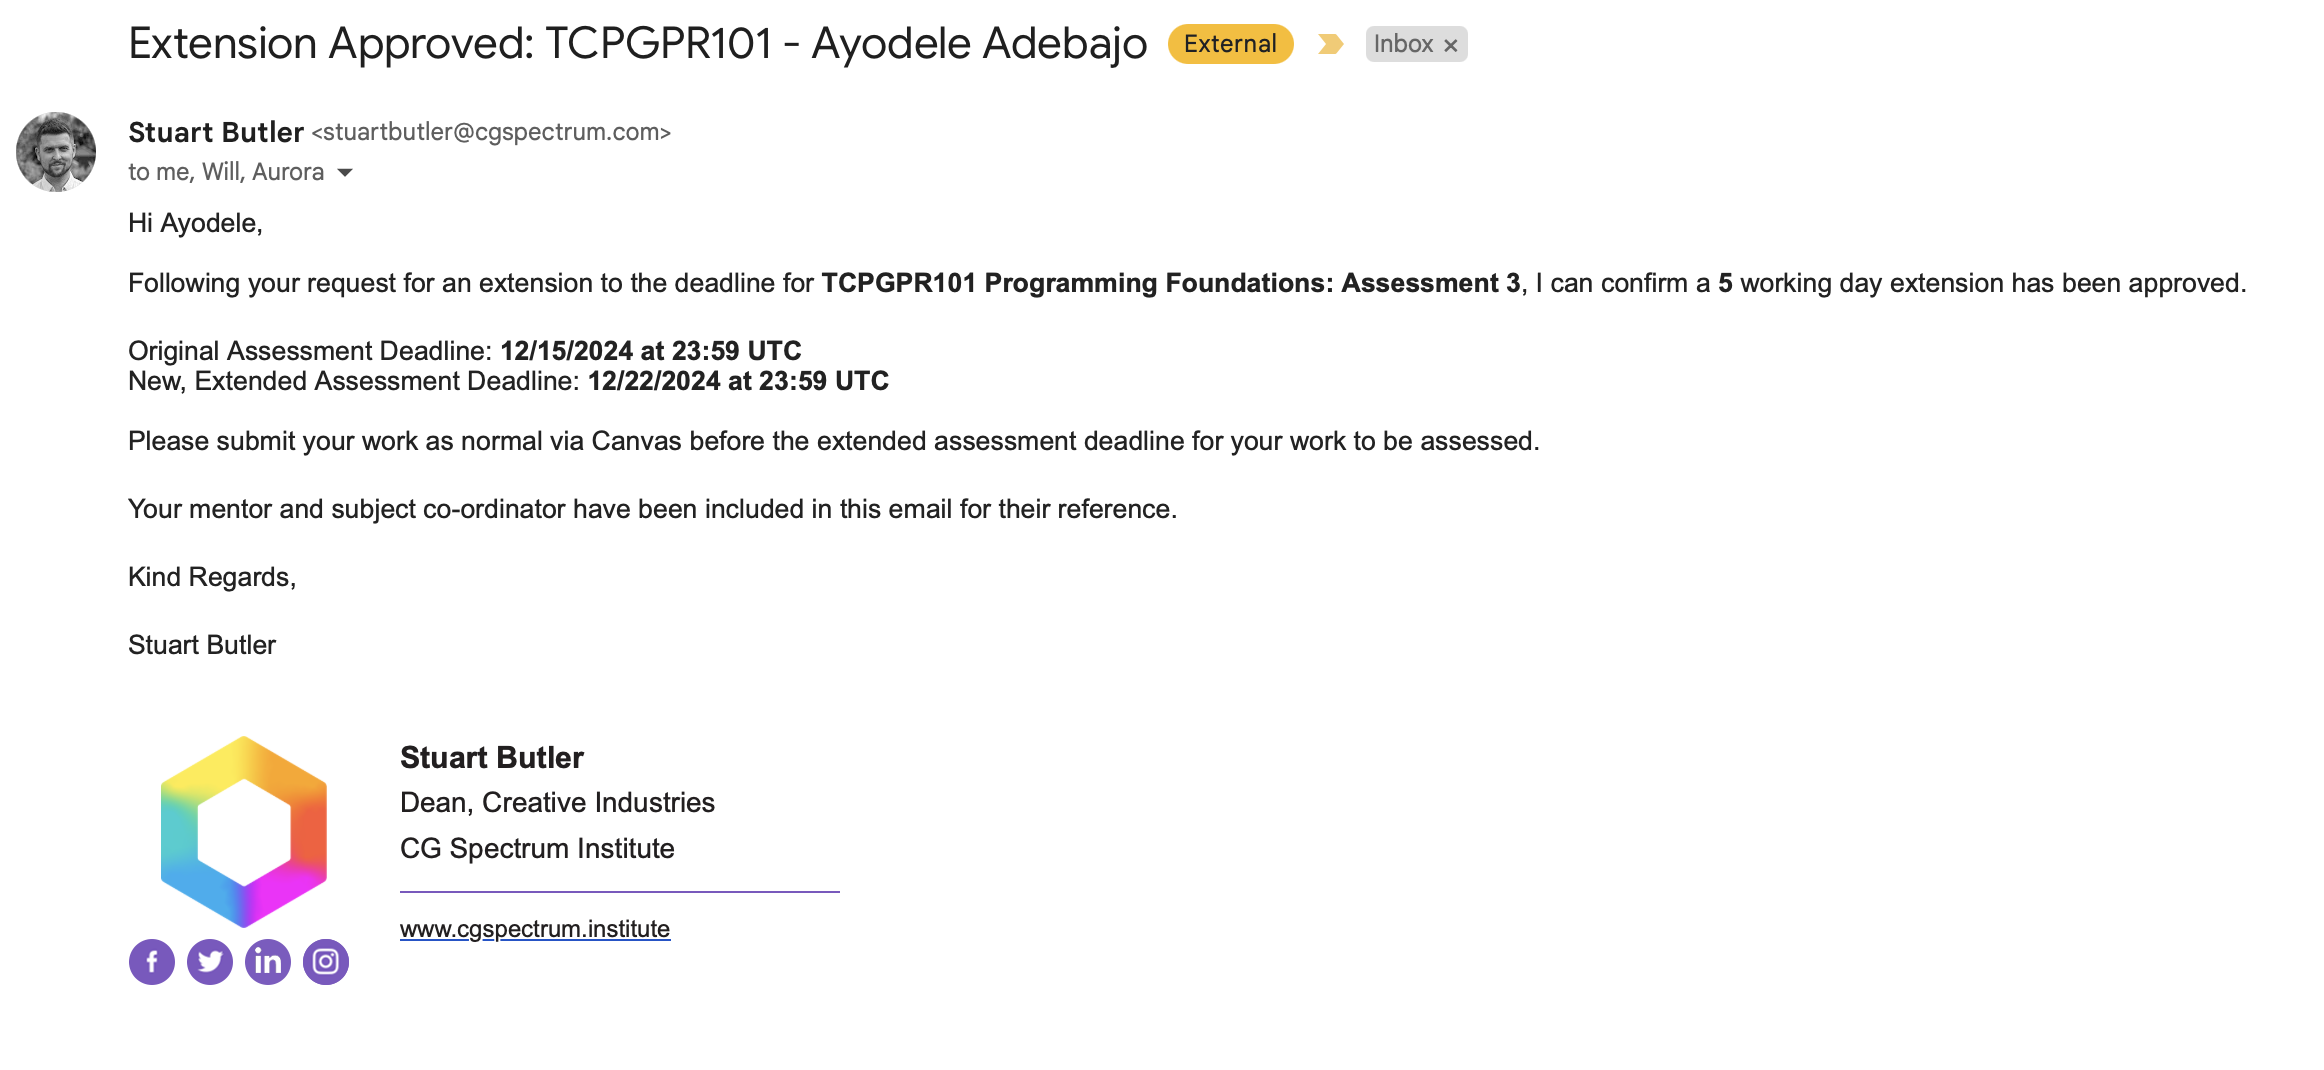 Extension Approved: TCPGPR101 - Ayodele Adebajo External Inbox ×
Stuart Butler <stuartbutler@cgspectrum.com>
to me, Will, Aurora
Hi Ayodele,
Following your request for an extension to the deadline for TCPGPR101 Programming Foundations: Assessment 3, I can confirm a 5 working day extension has been approved.
Original Assessment Deadline: 12/15/2024 at 23:59 UTC
New, Extended Assessment Deadline: 12/22/2024 at 23:59 UTC
Please submit your work as normal via Canvas before the extended assessment deadline for your work to be assessed.
Your mentor and subject co-ordinator have been included in this email for their reference.
Kind Regards,
Stuart Butler
Stuart Butler
Dean, Creative Industries
CG Spectrum Institute
www.cgspectrum.institute